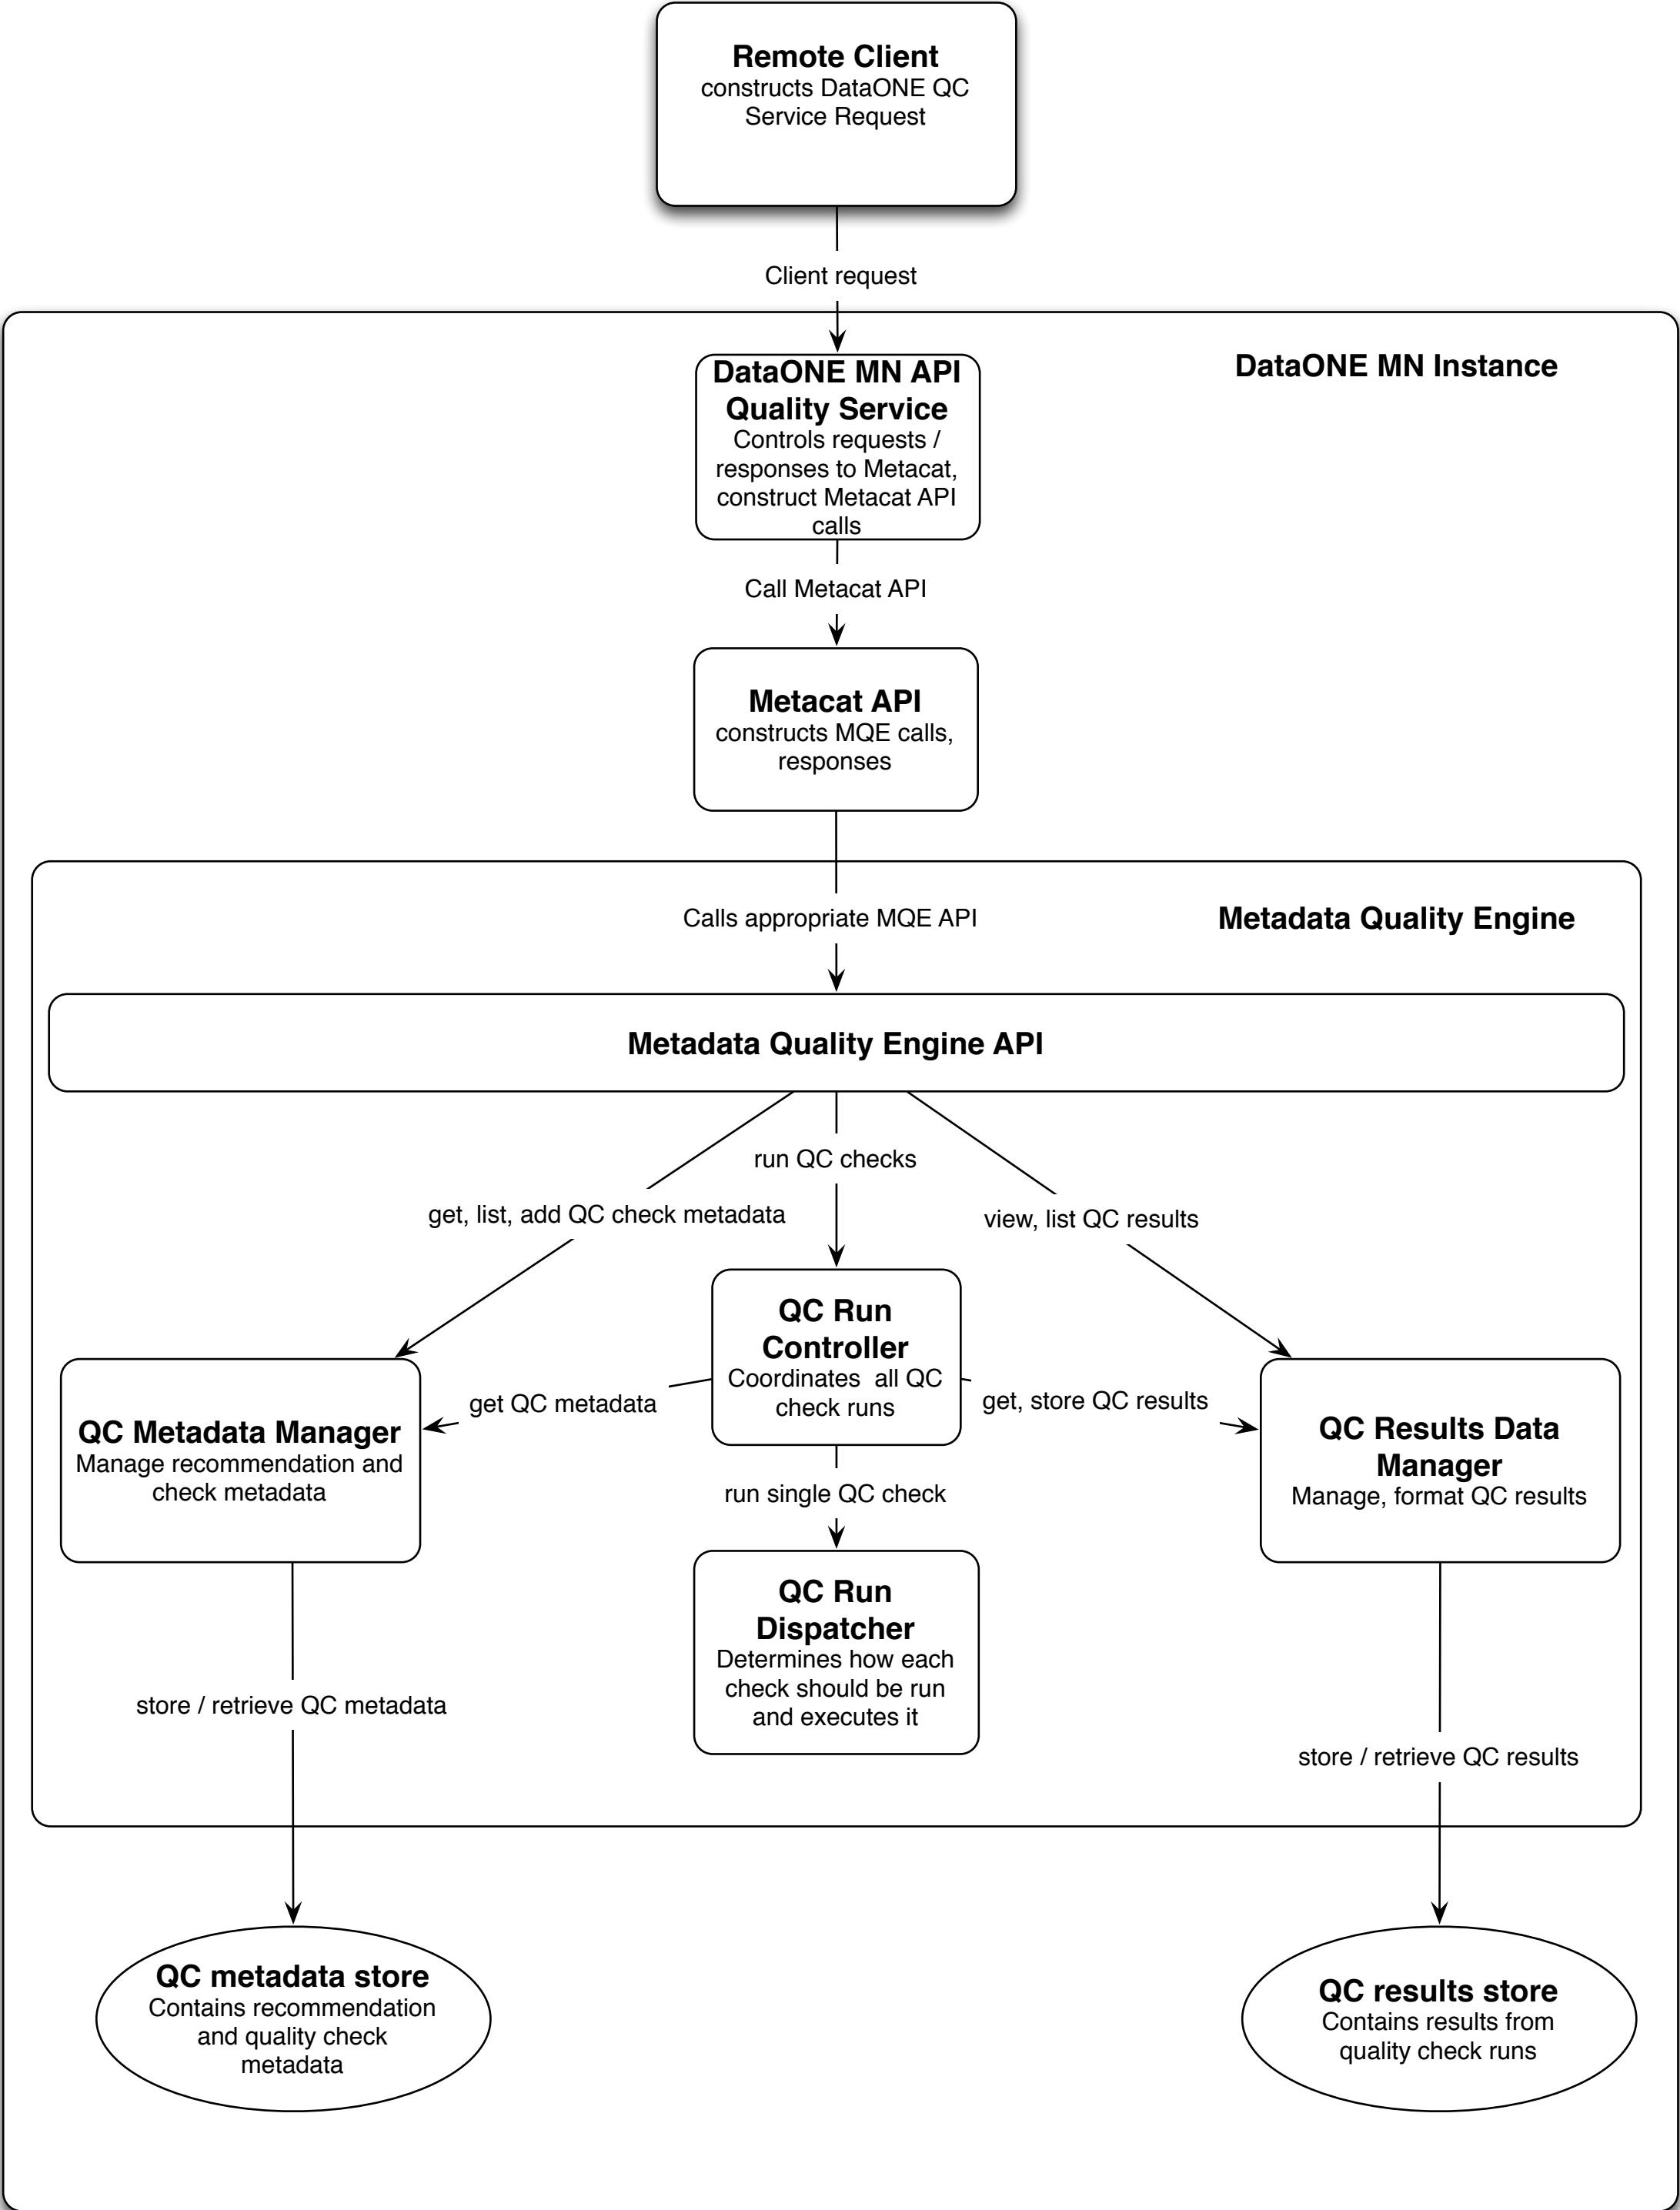 Remote Client
constructs DataONE QC
Service Request
Client request
DataONE MN Instance
DataONE MN API
Quality Service
Controls requests /
responses to Metacat,
construct Metacat API
calls
Call Metacat API
Metacat API
constructs MQE calls,
responses
Calls appropriate MQE API
Metadata Quality Engine
Metadata Quality Engine API
run QC checks
get, list, add QC check metadata
view, list QC results
QC Run
Controller
Coordinates  all QC
check runs
get QC metadata
get, store QC results
QC Metadata Manager
Manage recommendation and
check metadata
QC Results Data
Manager
Manage, format QC results
run single QC check
QC Run
Dispatcher
Determines how each
check should be run
and executes it
store / retrieve QC metadata
store / retrieve QC results
QC metadata store
Contains recommendation
and quality check
metadata
QC results store
Contains results from
quality check runs